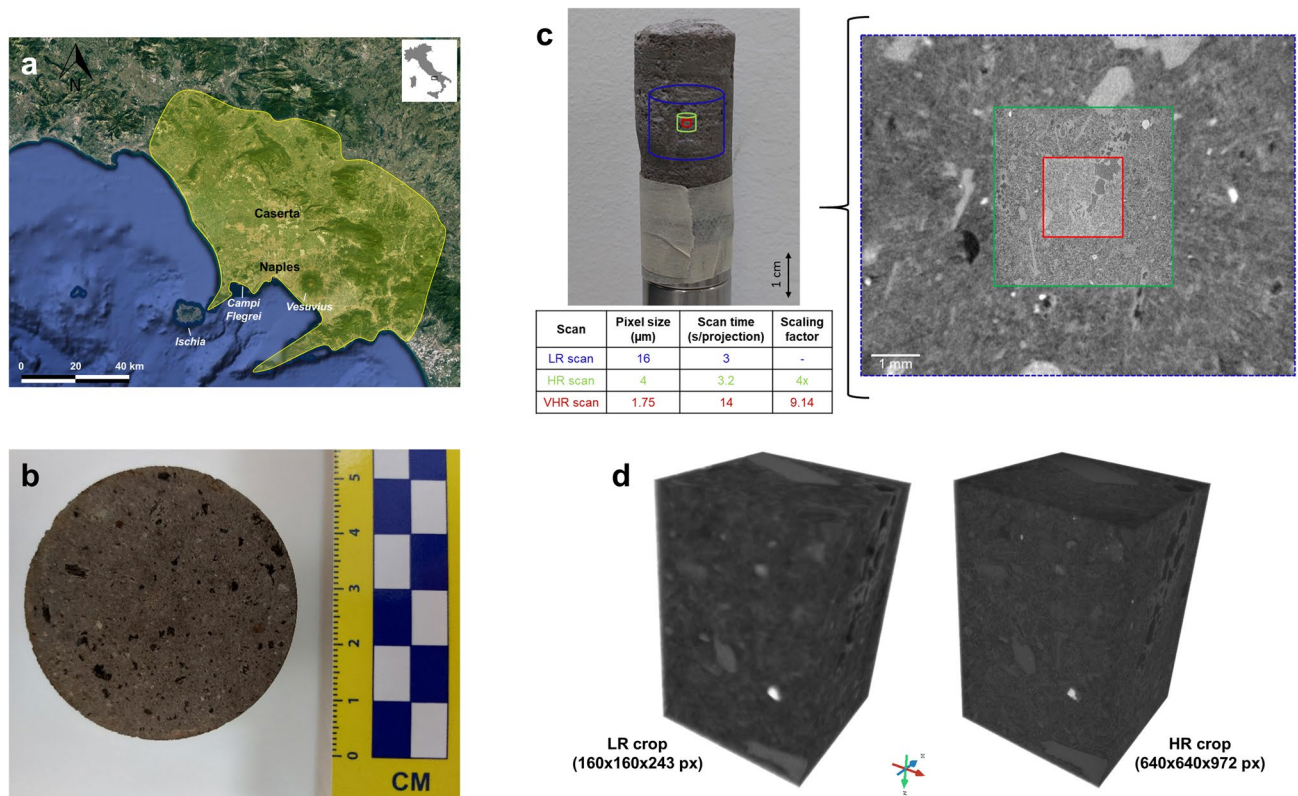 a
N
Caserta
Naples
Campi
Flegrei
Vesuvius
Ischia
0 20 40 km
b
5
4
3
2
1
0
CM
c
1 cm
Scan Pixel size (µm) Scan time (s/projection) Scaling factor
LR scan 16 3 -
HR scan 4 3.2 4x
VHR scan 1.75 14 9.14
1 mm
d
LR crop
(160x160x243 px)
HR crop
(640x640x972 px)